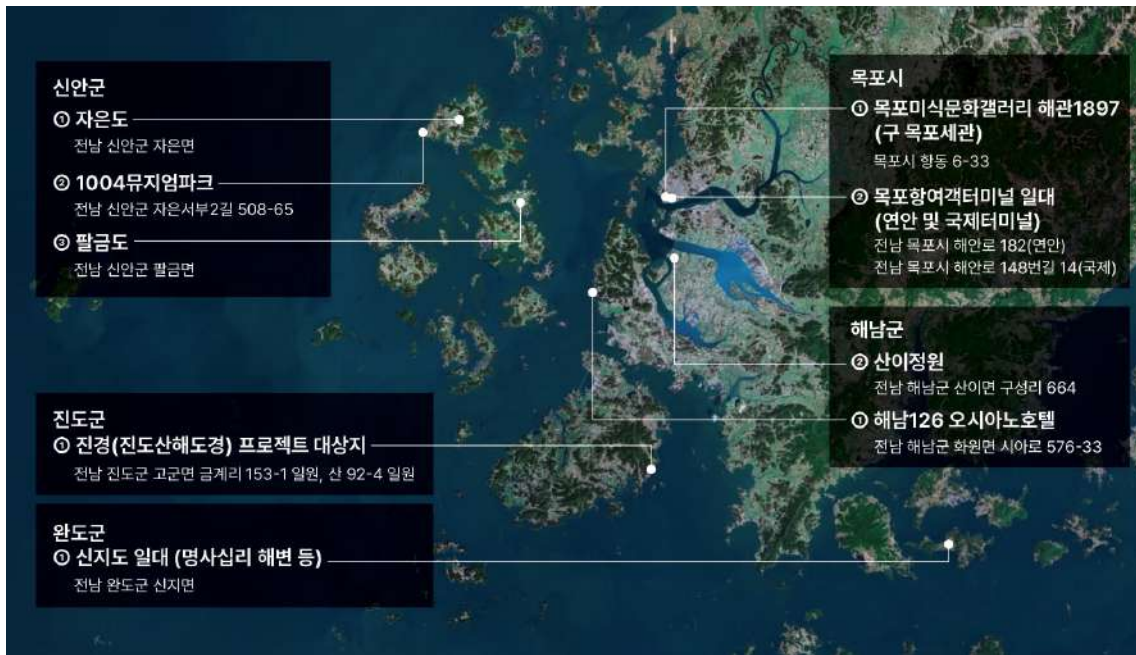 신안군
① 자은도
전남 신안군 자은면
② 1004뮤지엄파크
전남 신안군 자은서부2길 508-65
③ 팔금도
전남 신안군 팔금면
진도군
① 진경(진도산해도경) 프로젝트 대상지
전남 진도군 고군면 금계리 153-1 일원, 산 92-4 일원
완도군
① 신지도 일대 (명사십리 해변 등)
전남 완도군 신지면
목포시
① 목포미식문화갤러리 해관1897
(구 목포세관)
목포시 항동 6-33
② 목포항여객터미널 일대
(연안 및 국제터미널)
전남 목포시 해안로 182(연안)
전남 목포시 해안로 148번길 14(국제)
해남군
② 산이정원
전남 해남군 산이면 구성리 664
① 해남126 오시아노호텔
전남 해남군 화원면 시아로 576-33